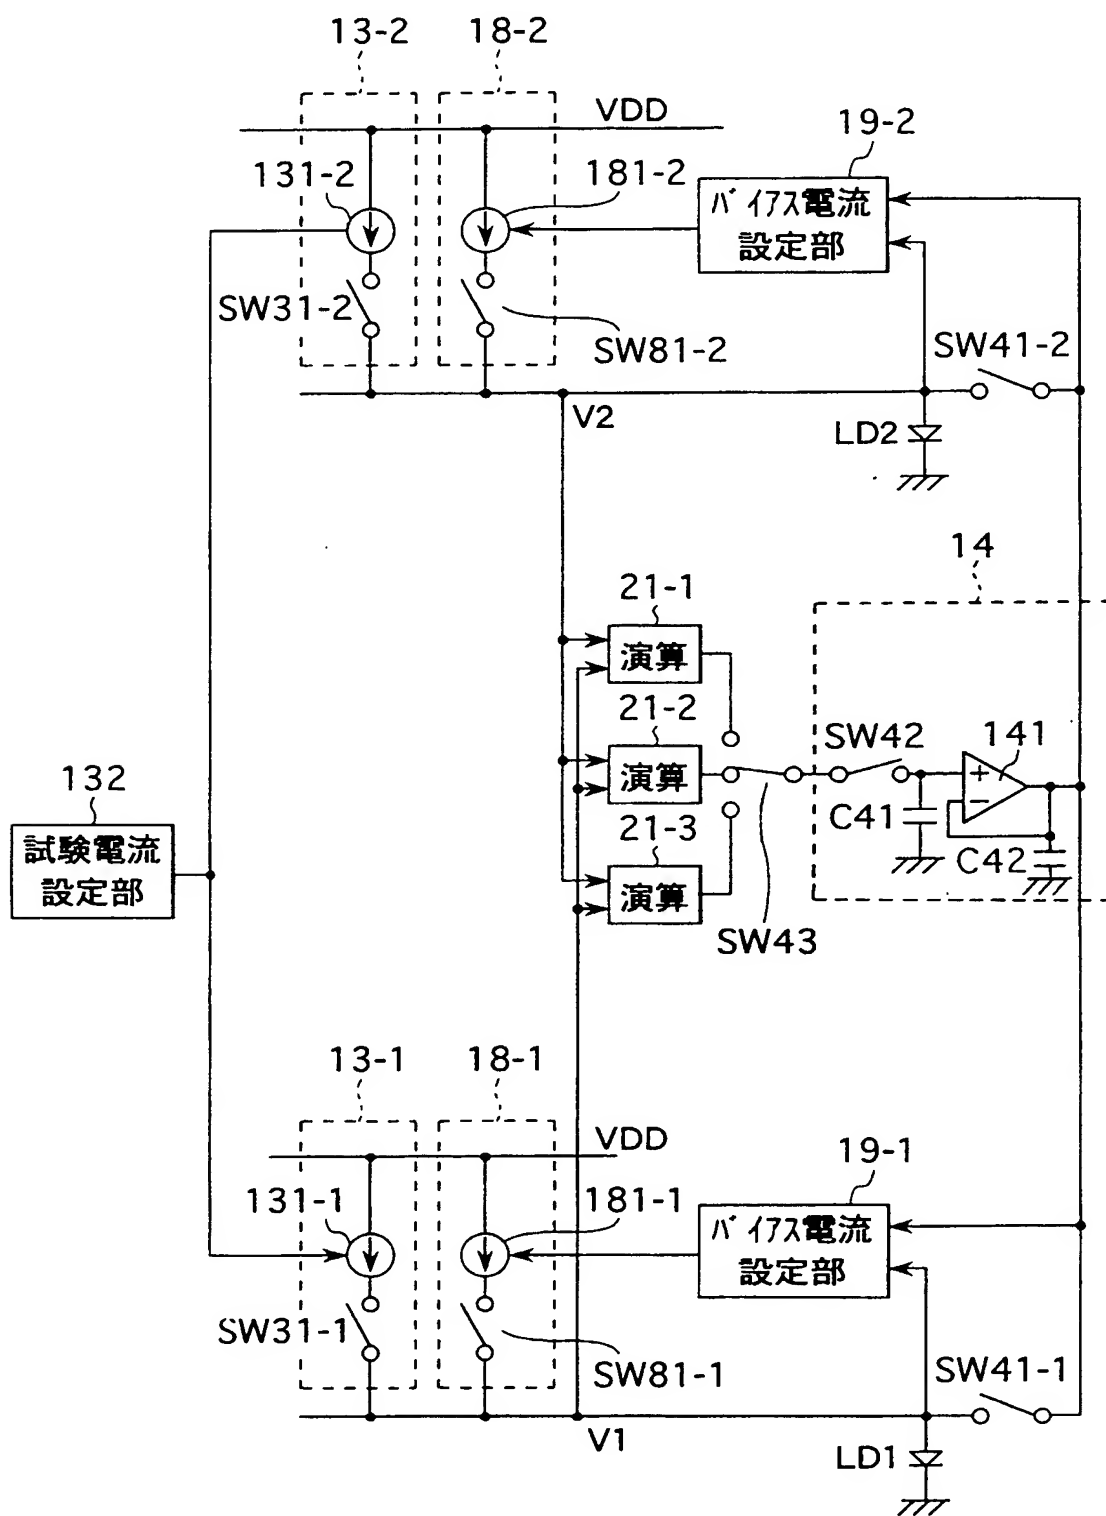 13-2
18-2
VDD
19-2
131-2
181-2
バイアス電流
設定部
SW31-2
SW81-2
SW41-2
V2
LD2
14
21-1
演算
21-2
演算
SW42
141
+
−
C41
C42
132
試験電流
設定部
21-3
演算
SW43
13-1
18-1
VDD
19-1
131-1
181-1
バイアス電流
設定部
SW31-1
SW81-1
SW41-1
V1
LD1